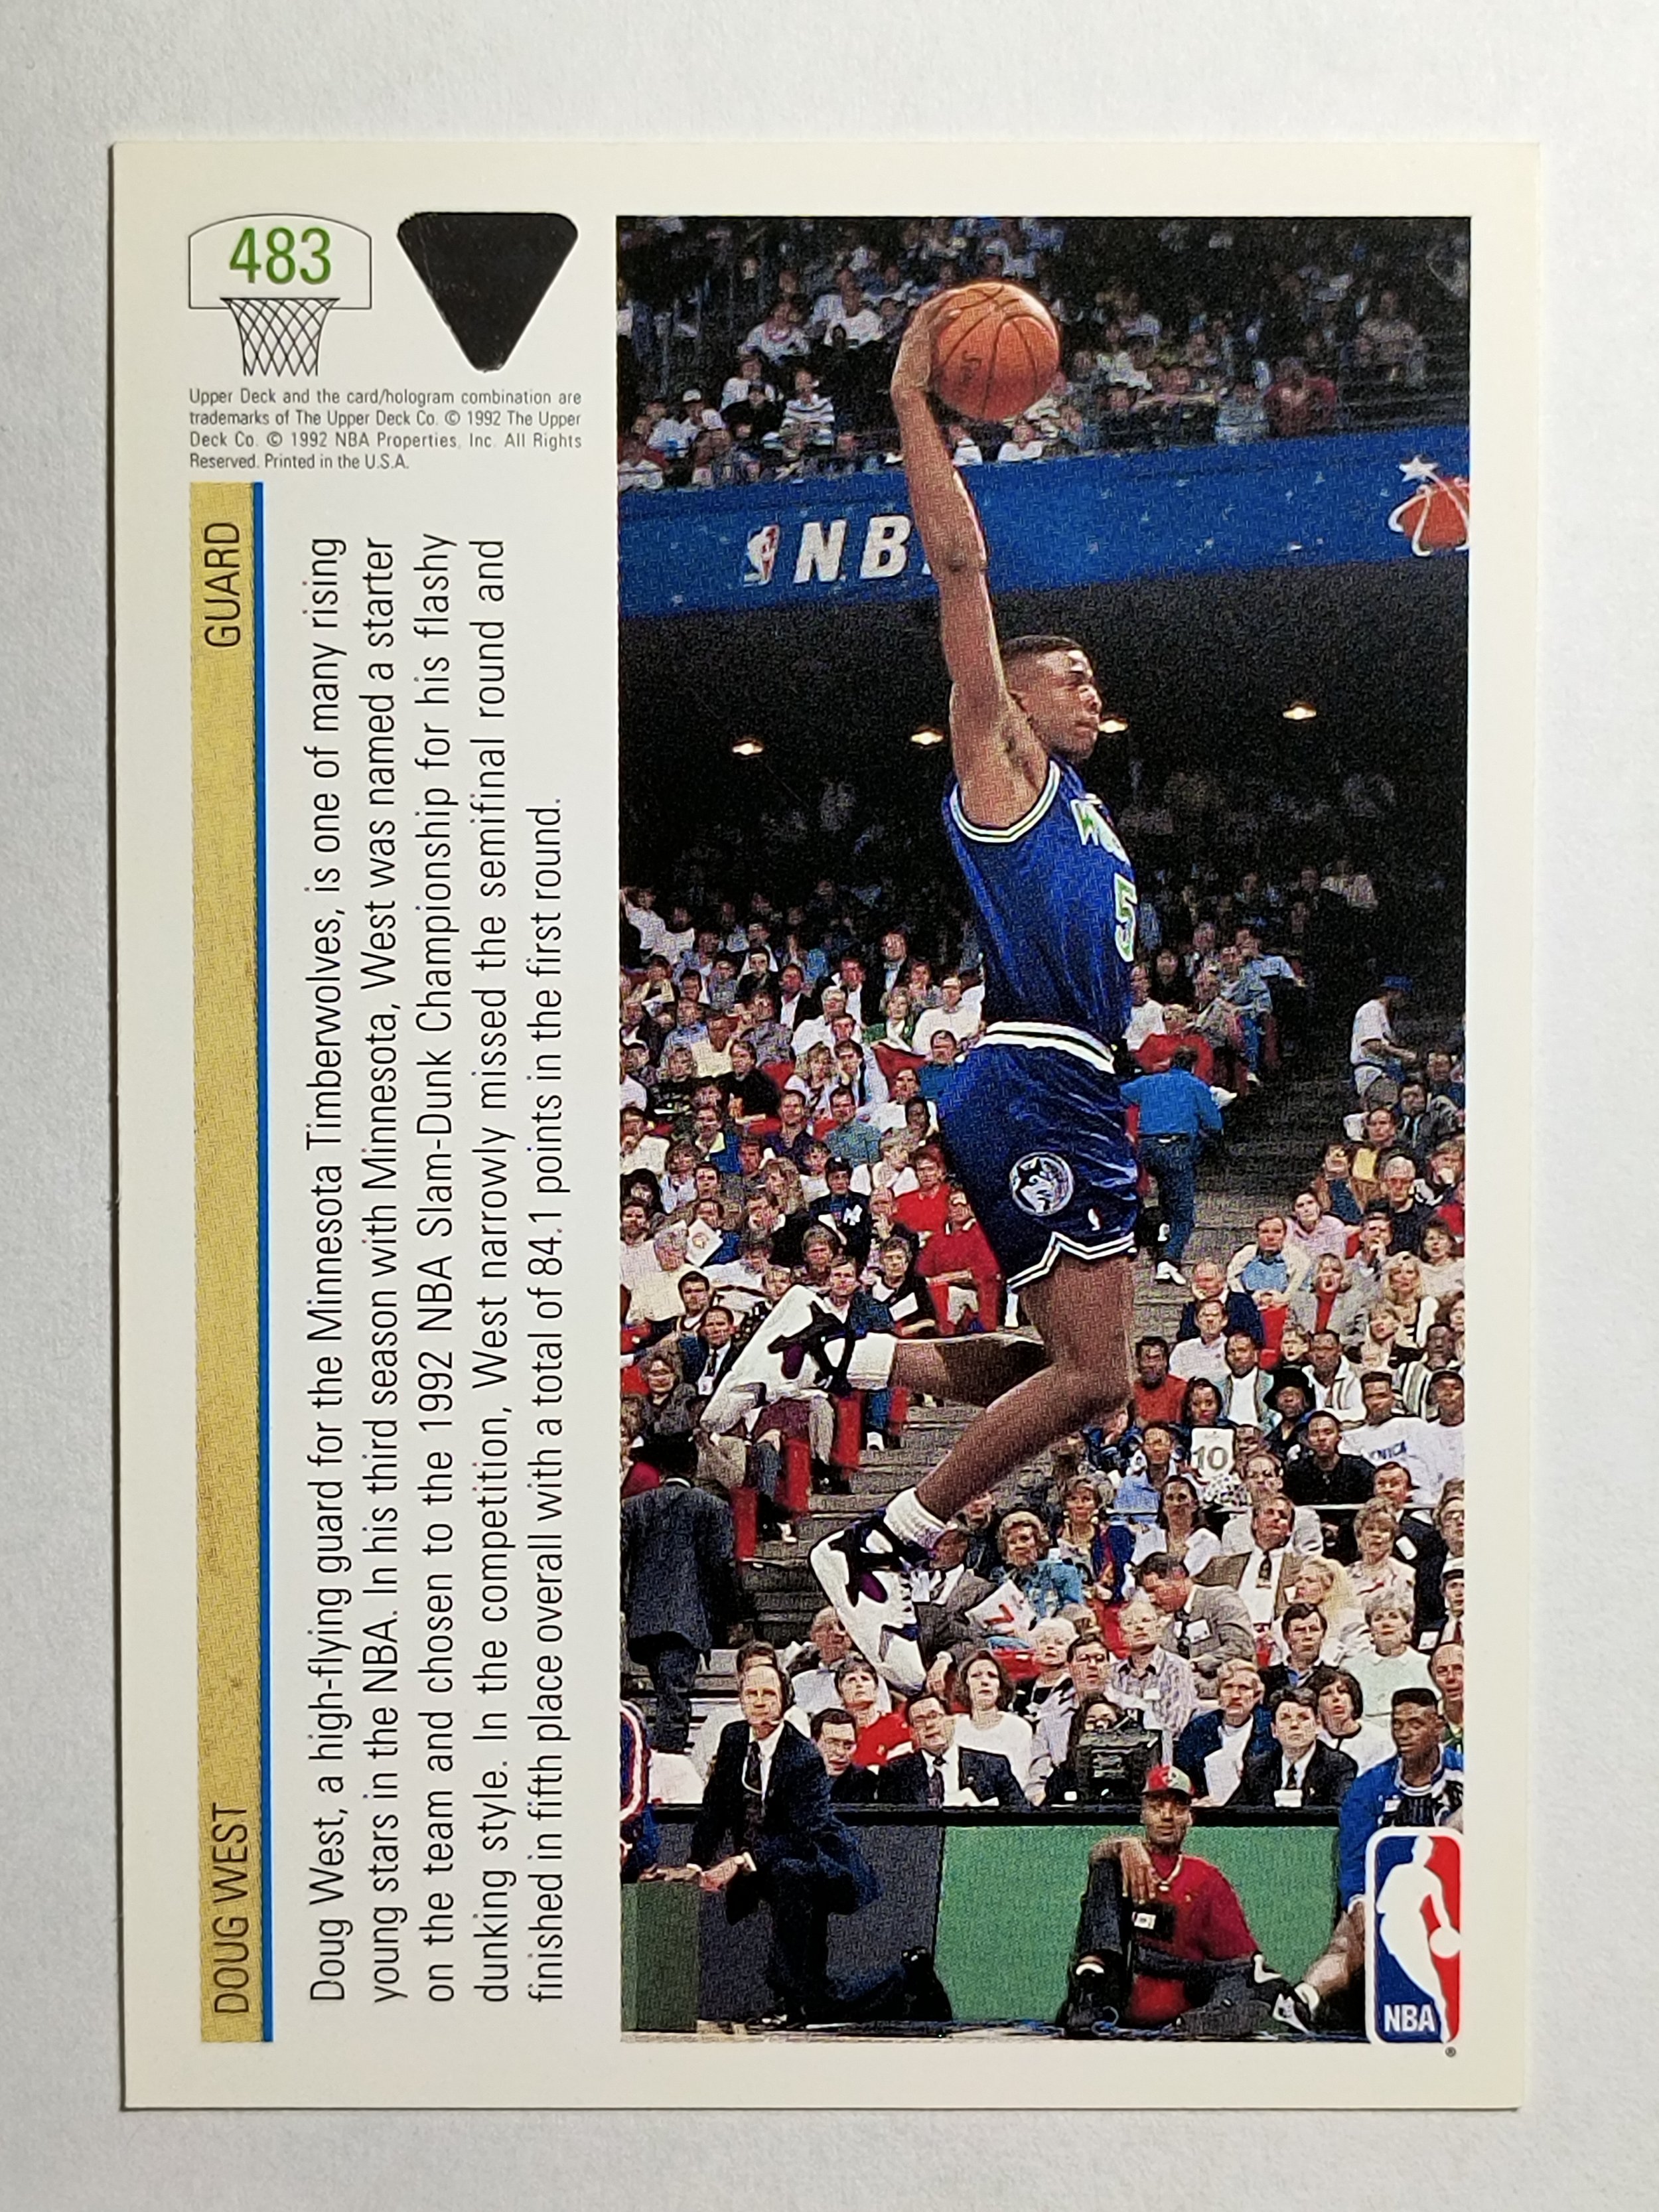 483
Upper Deck and the card/hologram combination are
trademarks of The Upper Deck Co. © 1992 The Upper
Deck Co. © 1992 NBA Properties, Inc. All Rights
Reserved. Printed in the U.S.A.
DOUG WEST GUARD
Doug West, a high-flying guard for the Minnesota Timberwolves, is one of many rising
young stars in the NBA. In his third season with Minnesota, West was named a starter
on the team and chosen to the 1992 NBA Slam-Dunk Championship for his flashy
dunking style. In the competition, West narrowly missed the semifinal round and
finished in fifth place overall with a total of 84.1 points in the first round.
NB
5
10
7
NBA
®